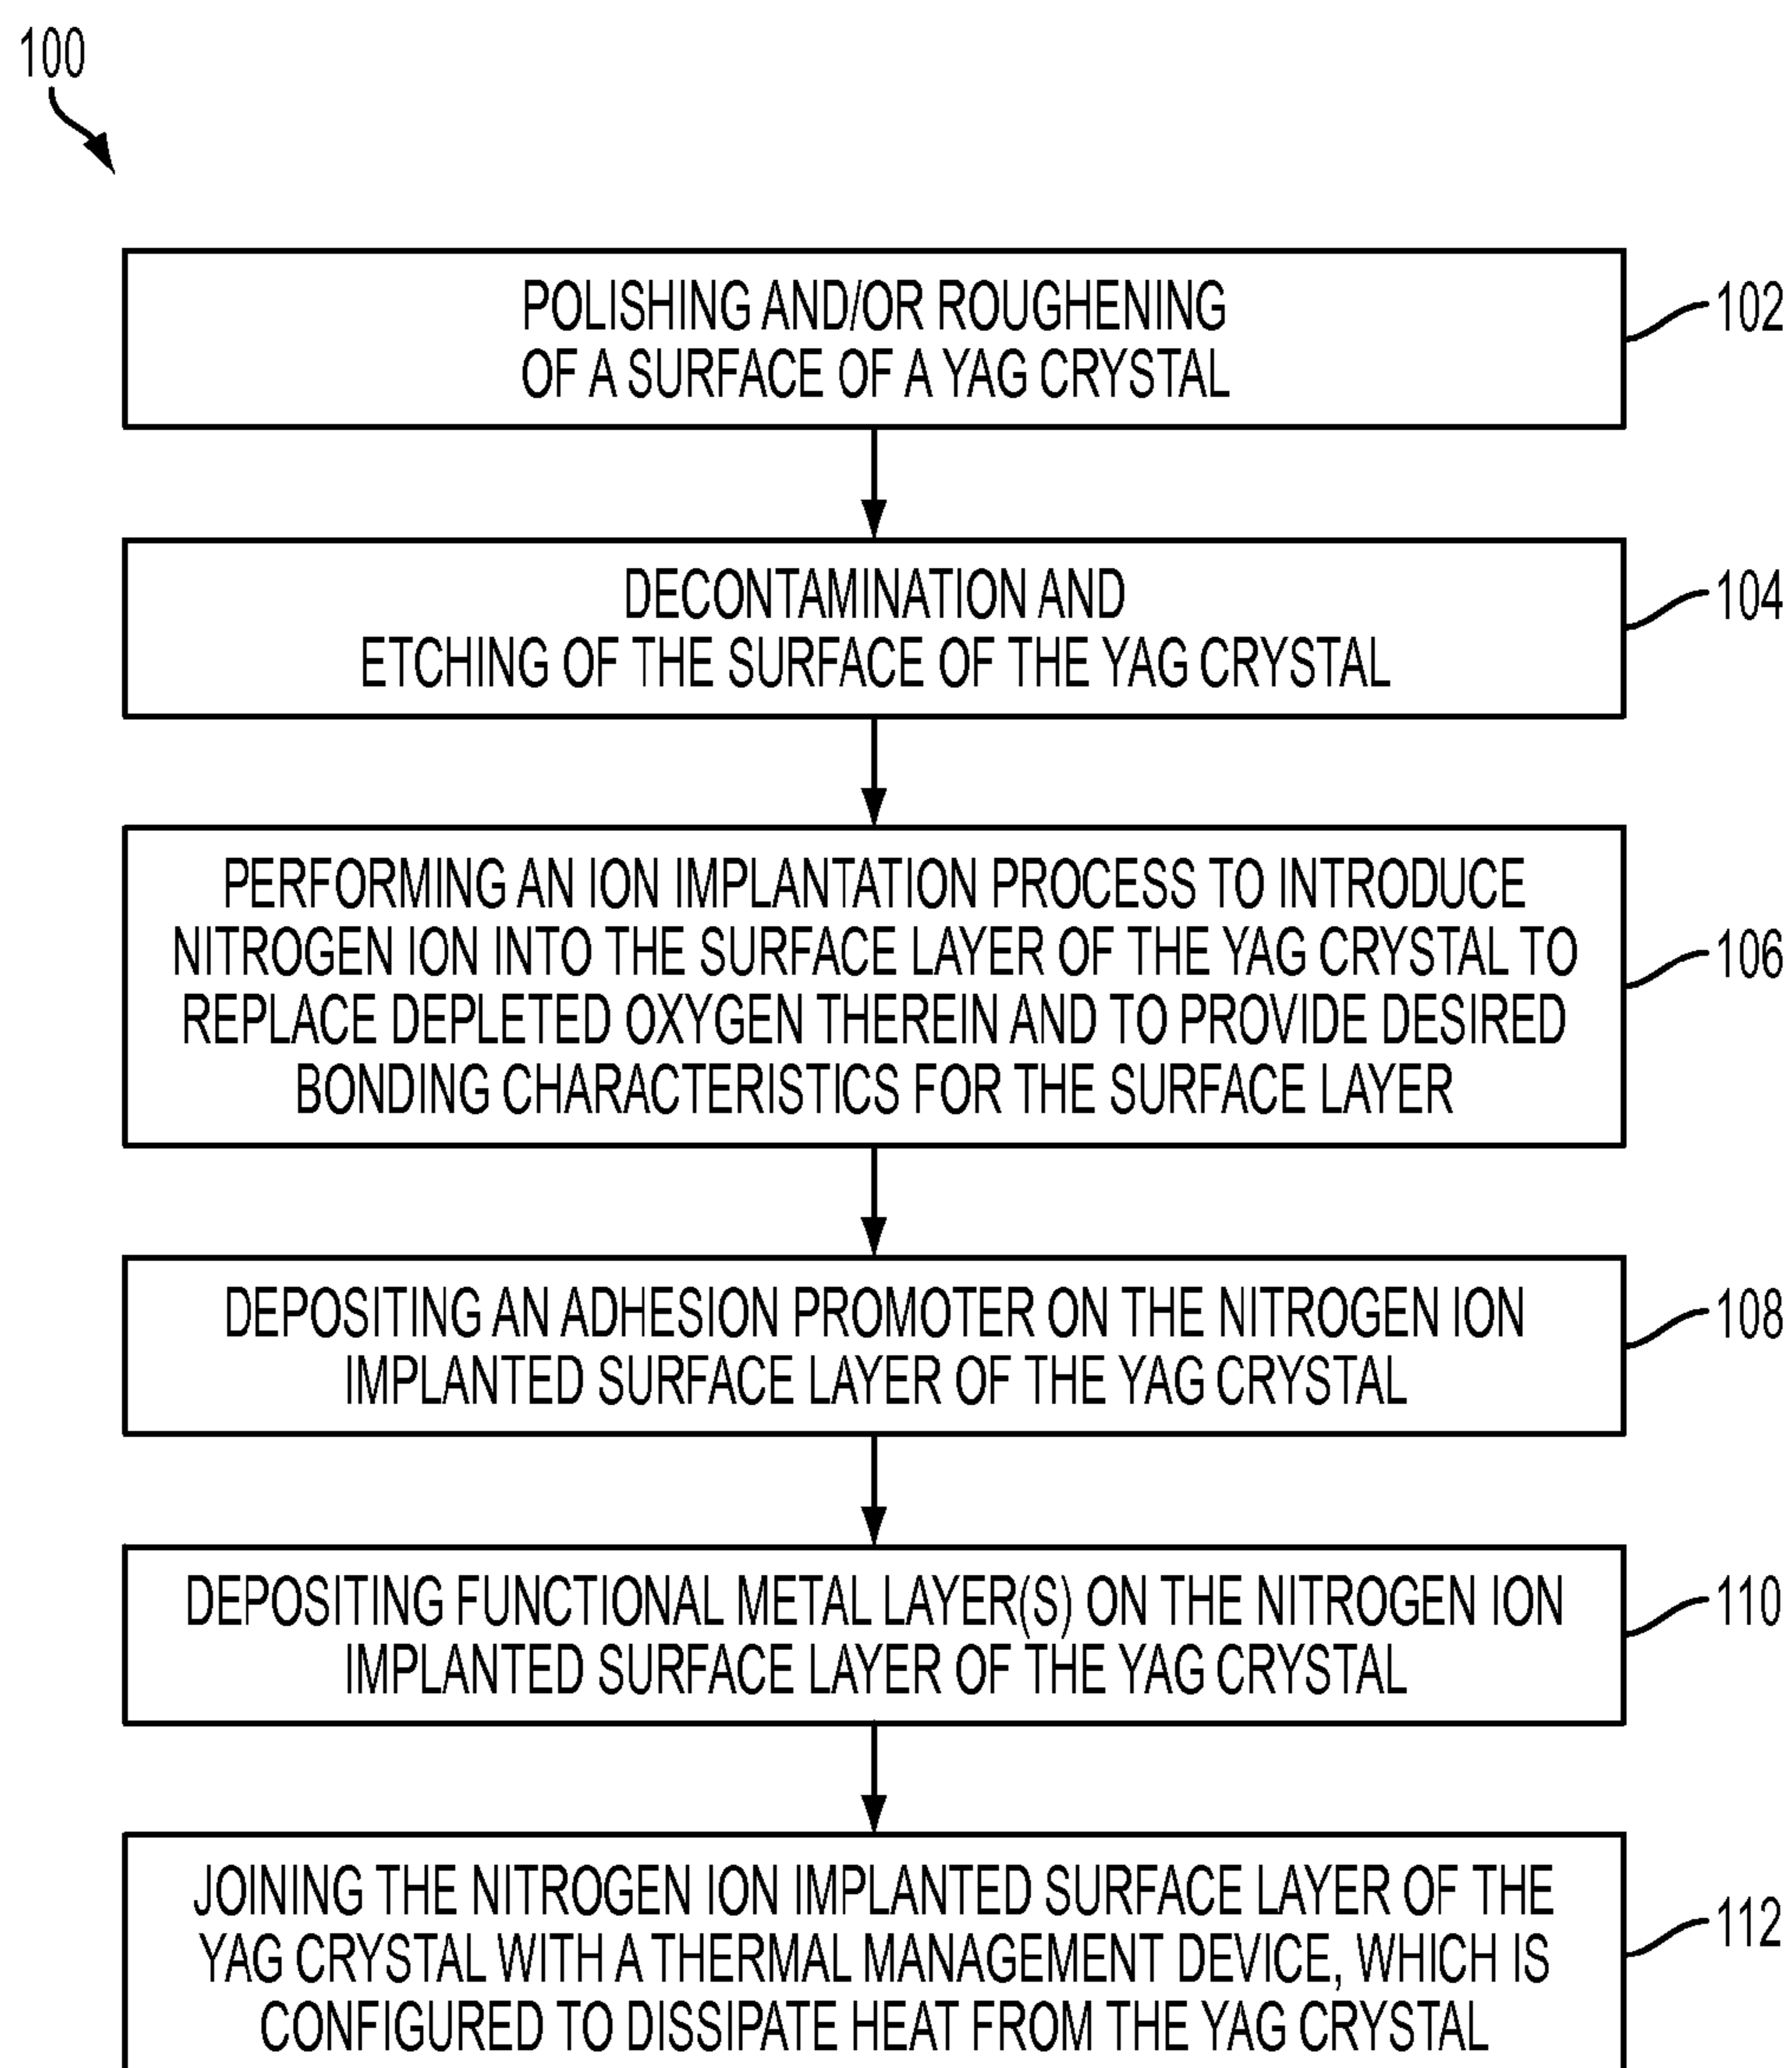 100
POLISHING AND/OR ROUGHENING
OF A SURFACE OF A YAG CRYSTAL
102
DECONTAMINATION AND
ETCHING OF THE SURFACE OF THE YAG CRYSTAL
104
PERFORMING AN ION IMPLANTATION PROCESS TO INTRODUCE
NITROGEN ION INTO THE SURFACE LAYER OF THE YAG CRYSTAL TO
REPLACE DEPLETED OXYGEN THEREIN AND TO PROVIDE DESIRED
BONDING CHARACTERISTICS FOR THE SURFACE LAYER
106
DEPOSITING AN ADHESION PROMOTER ON THE NITROGEN ION
IMPLANTED SURFACE LAYER OF THE YAG CRYSTAL
108
DEPOSITING FUNCTIONAL METAL LAYER(S) ON THE NITROGEN ION
IMPLANTED SURFACE LAYER OF THE YAG CRYSTAL
110
JOINING THE NITROGEN ION IMPLANTED SURFACE LAYER OF THE
YAG CRYSTAL WITH A THERMAL MANAGEMENT DEVICE, WHICH IS
CONFIGURED TO DISSIPATE HEAT FROM THE YAG CRYSTAL
112